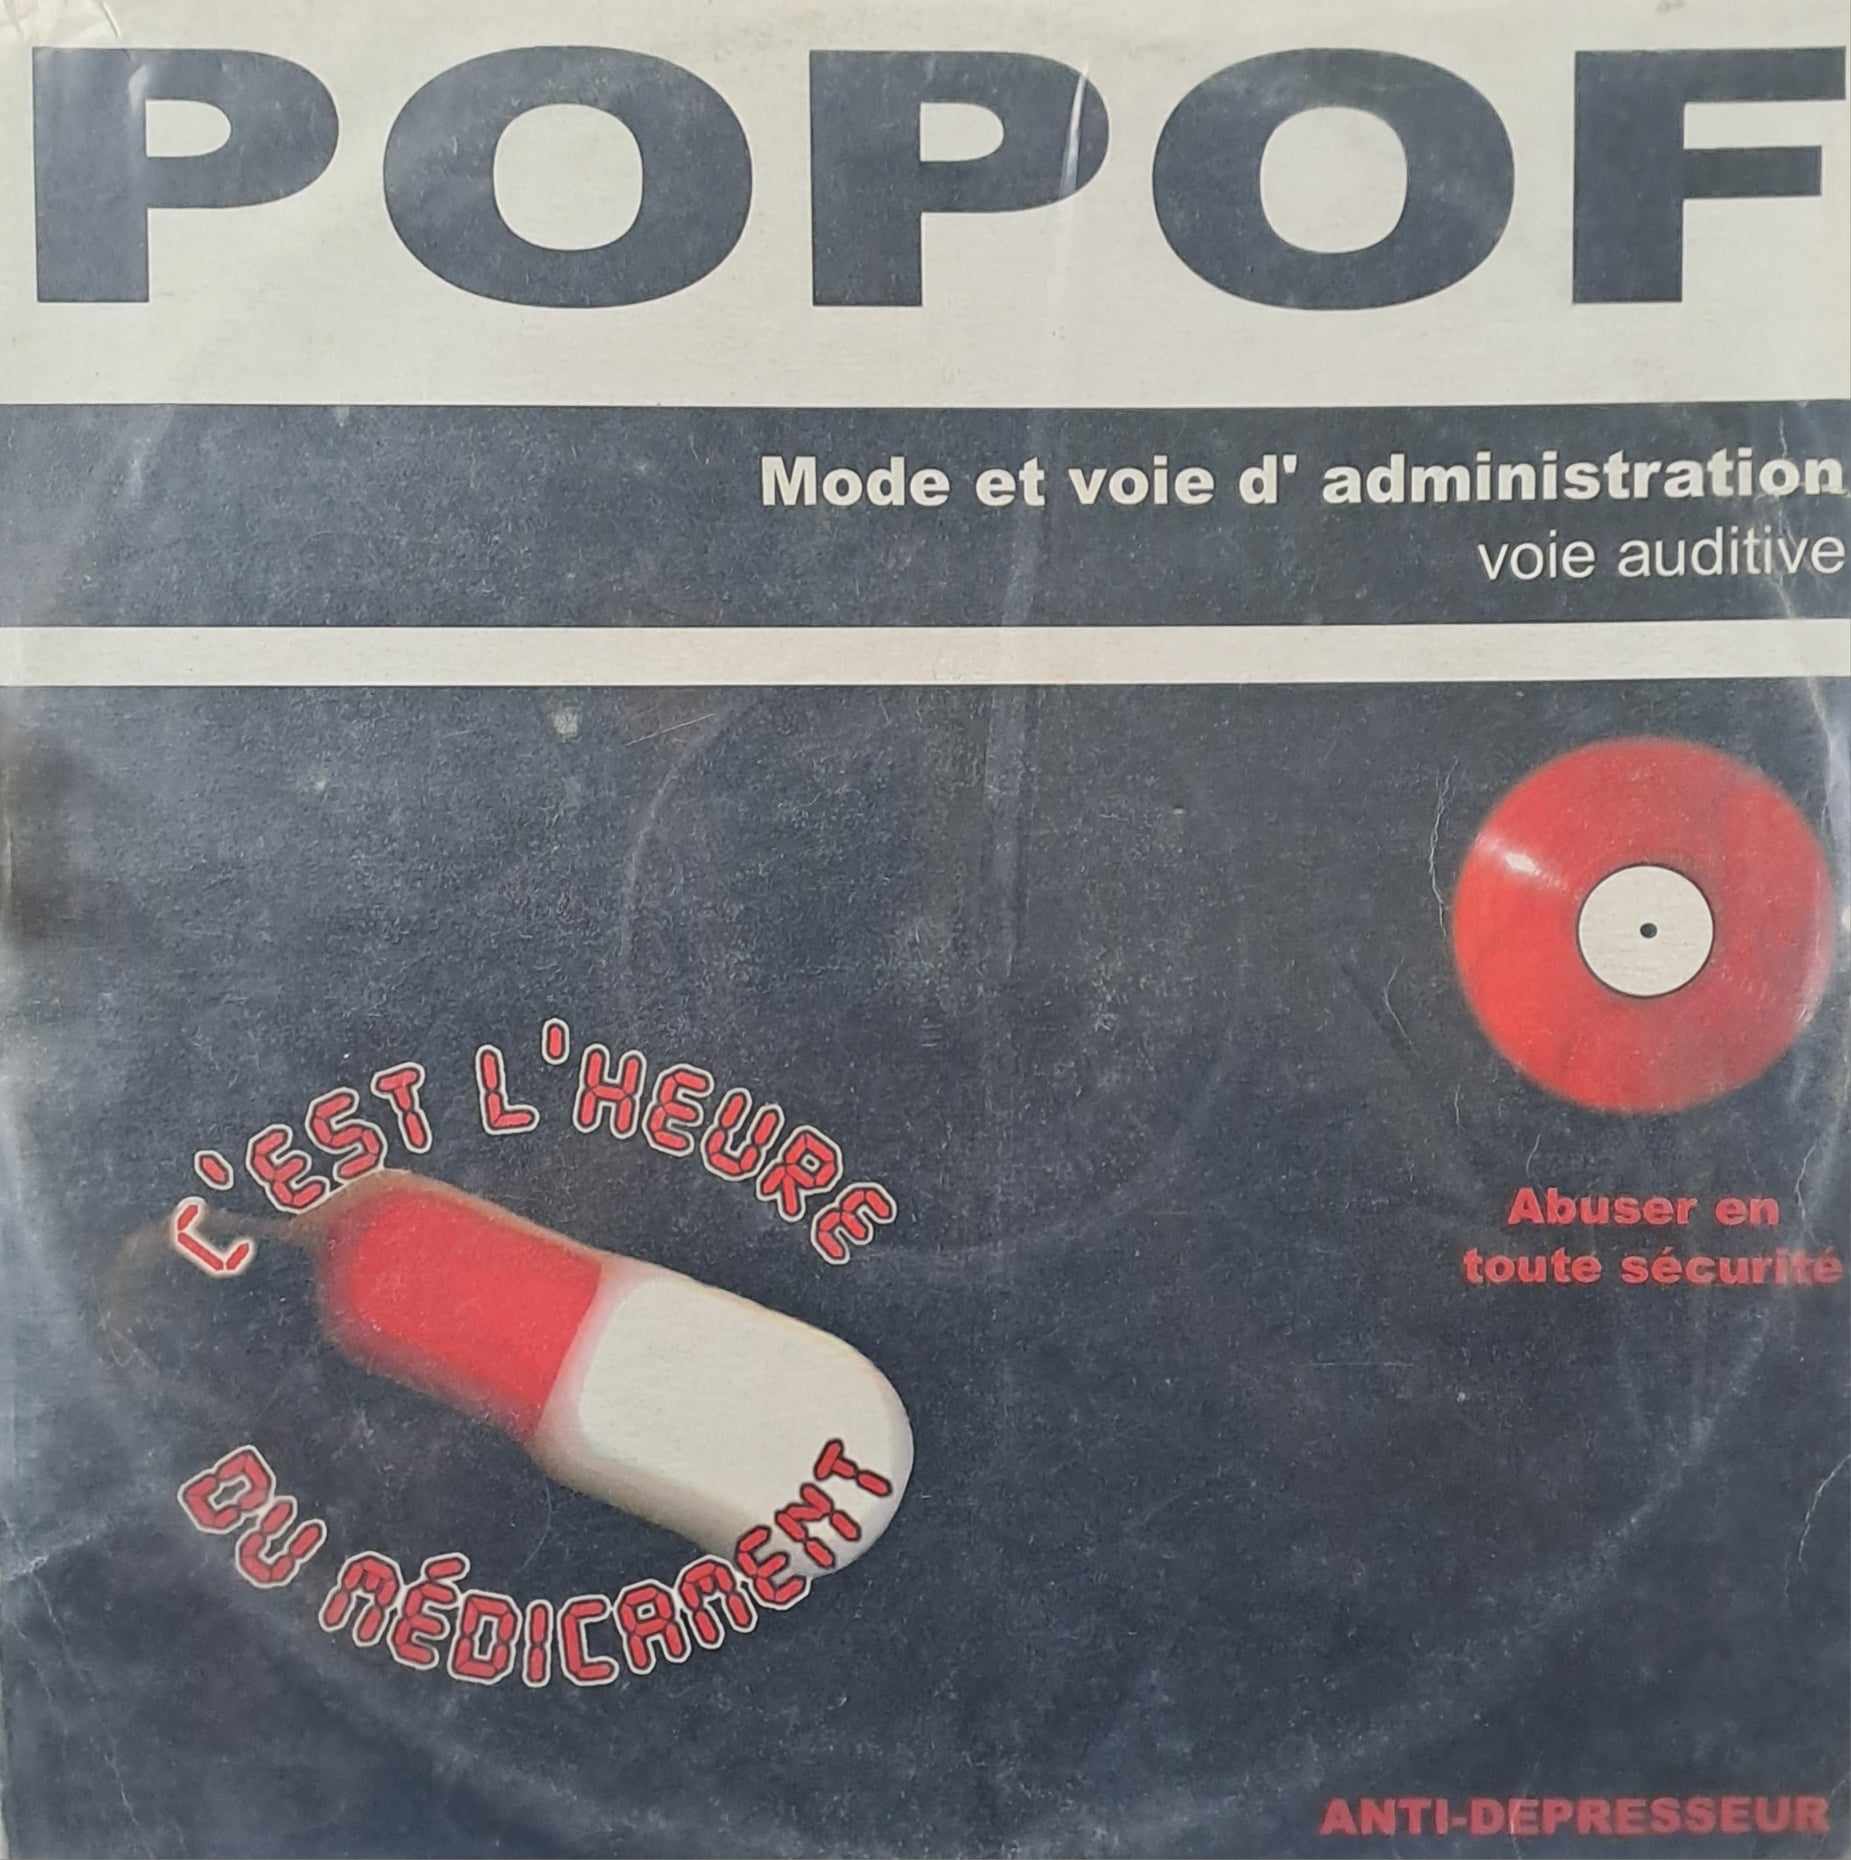 POPOF
Mode et voie d' administration
voie auditive
C'EST L'HEURE
DU MÉDICAMENT
Abuser en
toute sécurité
ANTI-DEPRESSEUR